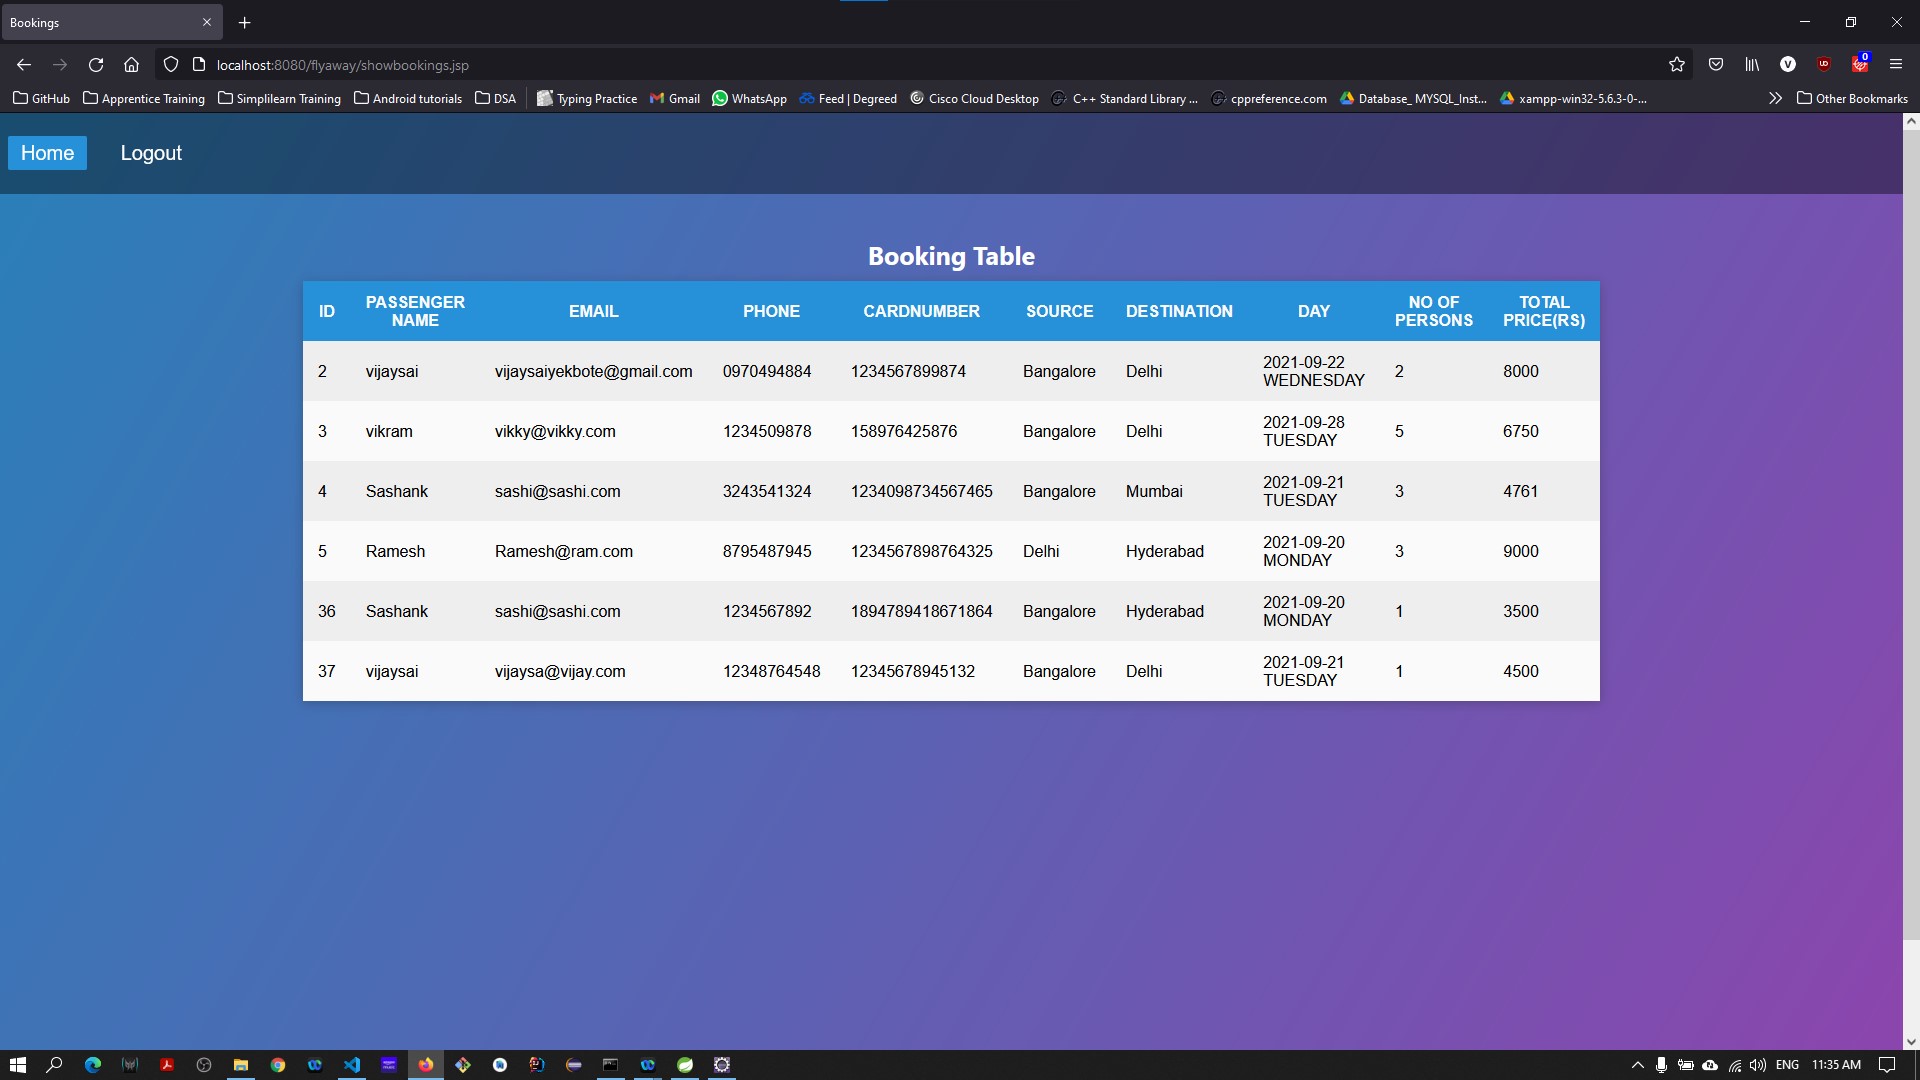 Bookings
localhost:8080/flyaway/showbookings.jsp
0
GitHub Apprentice Training Simplilearn Training Android tutorials DSA Typing Practice Gmail WhatsApp Feed | Degreed Cisco Cloud Desktop C++ Standard Library ... cppreference.com Database_ MYSQL_Inst... xampp-win32-5.6.3-0-... Other Bookmarks
Home Logout
Booking Table
ID PASSENGER NAME EMAIL PHONE CARDNUMBER SOURCE DESTINATION DAY NO OF PERSONS TOTAL PRICE(RS)
2 vijaysai vijaysaiyekbote@gmail.com 0970494884 1234567899874 Bangalore Delhi 2021-09-22 WEDNESDAY 2 8000
3 vikram vikky@vikky.com 1234509878 158976425876 Bangalore Delhi 2021-09-28 TUESDAY 5 6750
4 Sashank sashi@sashi.com 3243541324 1234098734567465 Bangalore Mumbai 2021-09-21 TUESDAY 3 4761
5 Ramesh Ramesh@ram.com 8795487945 1234567898764325 Delhi Hyderabad 2021-09-20 MONDAY 3 9000
36 Sashank sashi@sashi.com 1234567892 1894789418671864 Bangalore Hyderabad 2021-09-20 MONDAY 1 3500
37 vijaysai vijaysa@vijay.com 12348764548 12345678945132 Bangalore Delhi 2021-09-21 TUESDAY 1 4500
ENG 11:35 AM